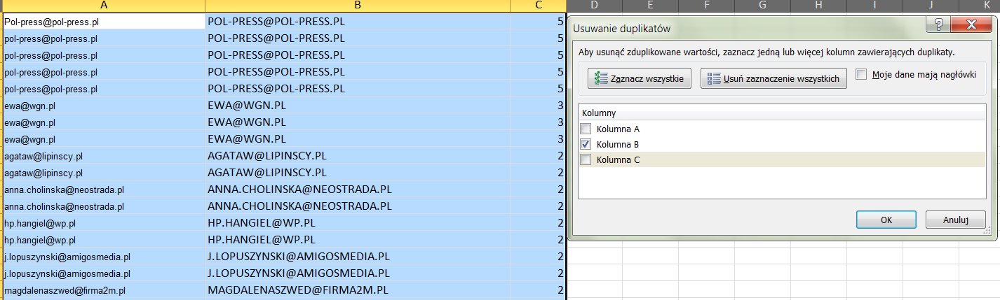 A B C D E F G H I J K
Pol-press@pol-press.pl POL-PRESS@POL-PRESS.PL 5
pol-press@pol-press.pl POL-PRESS@POL-PRESS.PL 5
pol-press@pol-press.pl POL-PRESS@POL-PRESS.PL 5
pol-press@pol-press.pl POL-PRESS@POL-PRESS.PL 5
pol-press@pol-press.pl POL-PRESS@POL-PRESS.PL 5
ewa@wgn.pl EWA@WGN.PL 3
ewa@wgn.pl EWA@WGN.PL 3
ewa@wgn.pl EWA@WGN.PL 3
agataw@lipinscy.pl AGATAW@LIPINSCY.PL 2
agataw@lipinscy.pl AGATAW@LIPINSCY.PL 2
anna.cholinska@neostrada.pl ANNA.CHOLINSKA@NEOSTRADA.PL 2
anna.cholinska@neostrada.pl ANNA.CHOLINSKA@NEOSTRADA.PL 2
hp.hangiel@wp.pl HP.HANGIEL@WP.PL 2
hp.hangiel@wp.pl HP.HANGIEL@WP.PL 2
j.lopuszynski@amigosmedia.pl J.LOPUSZYNSKI@AMIGOSMEDIA.PL 2
j.lopuszynski@amigosmedia.pl J.LOPUSZYNSKI@AMIGOSMEDIA.PL 2
magdalenaszwed@firma2m.pl MAGDALENASZWED@FIRMA2M.PL 2
Usuwanie duplikatów
Aby usunąć zduplikowane wartości, zaznacz jedną lub więcej kolumn zawierających duplikaty.
Zaznacz wszystkie Usuń zaznaczenie wszystkich Moje dane mają nagłówki
Kolumny
Kolumna A
Kolumna B
Kolumna C
OK Anuluj